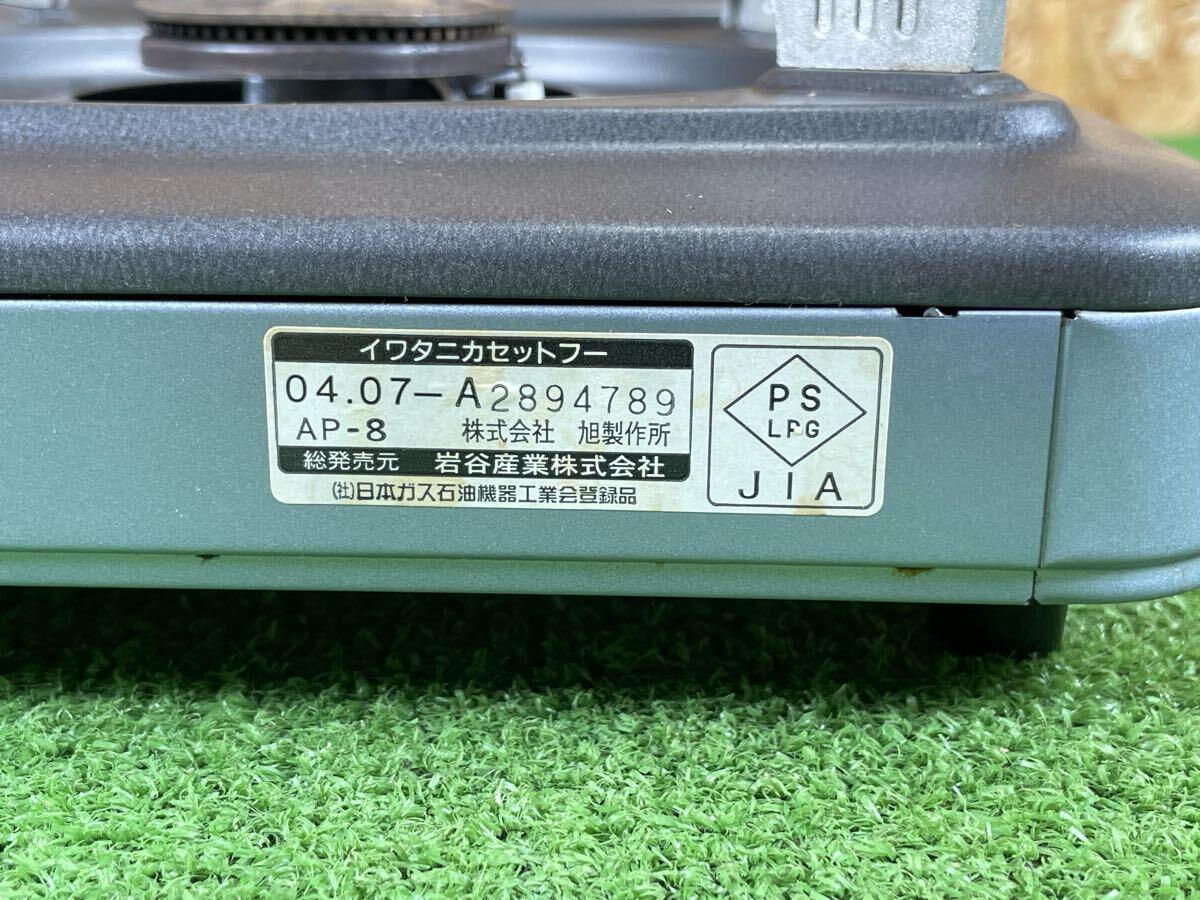 イワタニカセットフー
04.07-A2894789
AP-8 株式会社 旭製作所
総発売元 岩谷産業株式会社
(社)日本ガス石油機器工業会登録品
PS
LPG
JIA